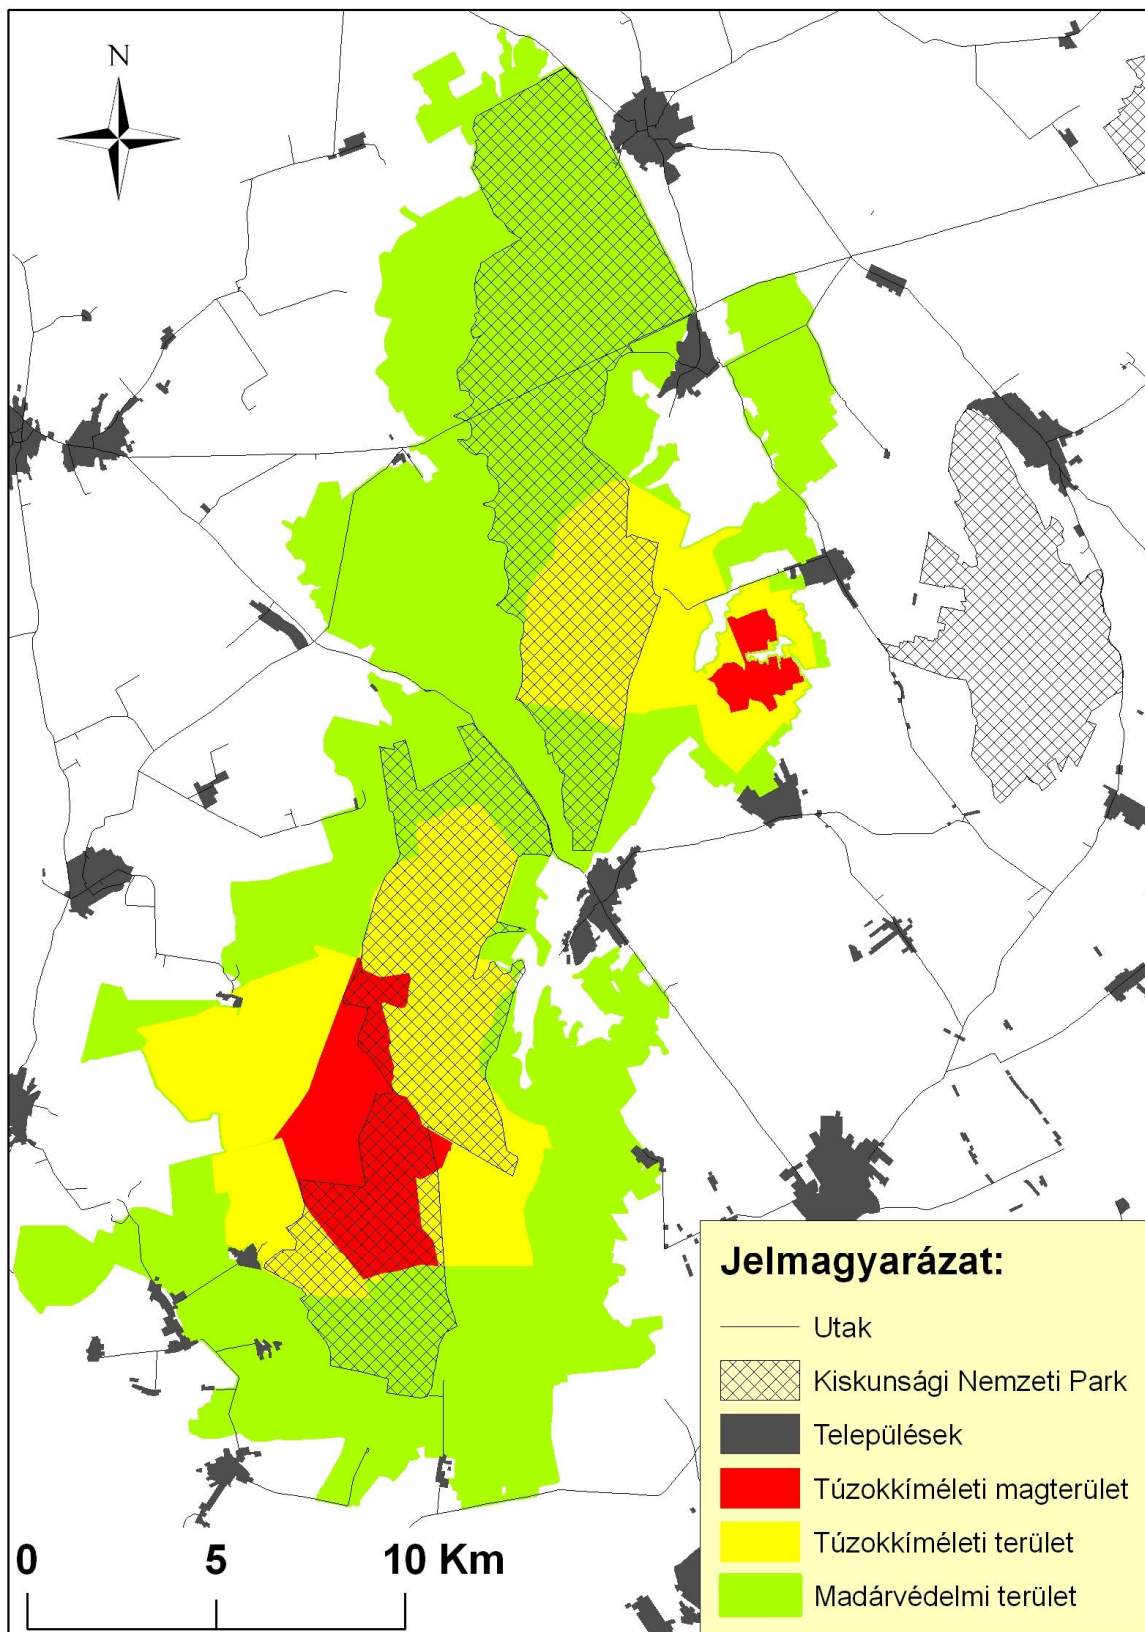 N
Jelmagyarázat:
Utak
Kiskunsági Nemzeti Park
Települések
Túzokkíméleti magterület
Túzokkíméleti terület
Madárvédelmi terület
0 5 10 Km